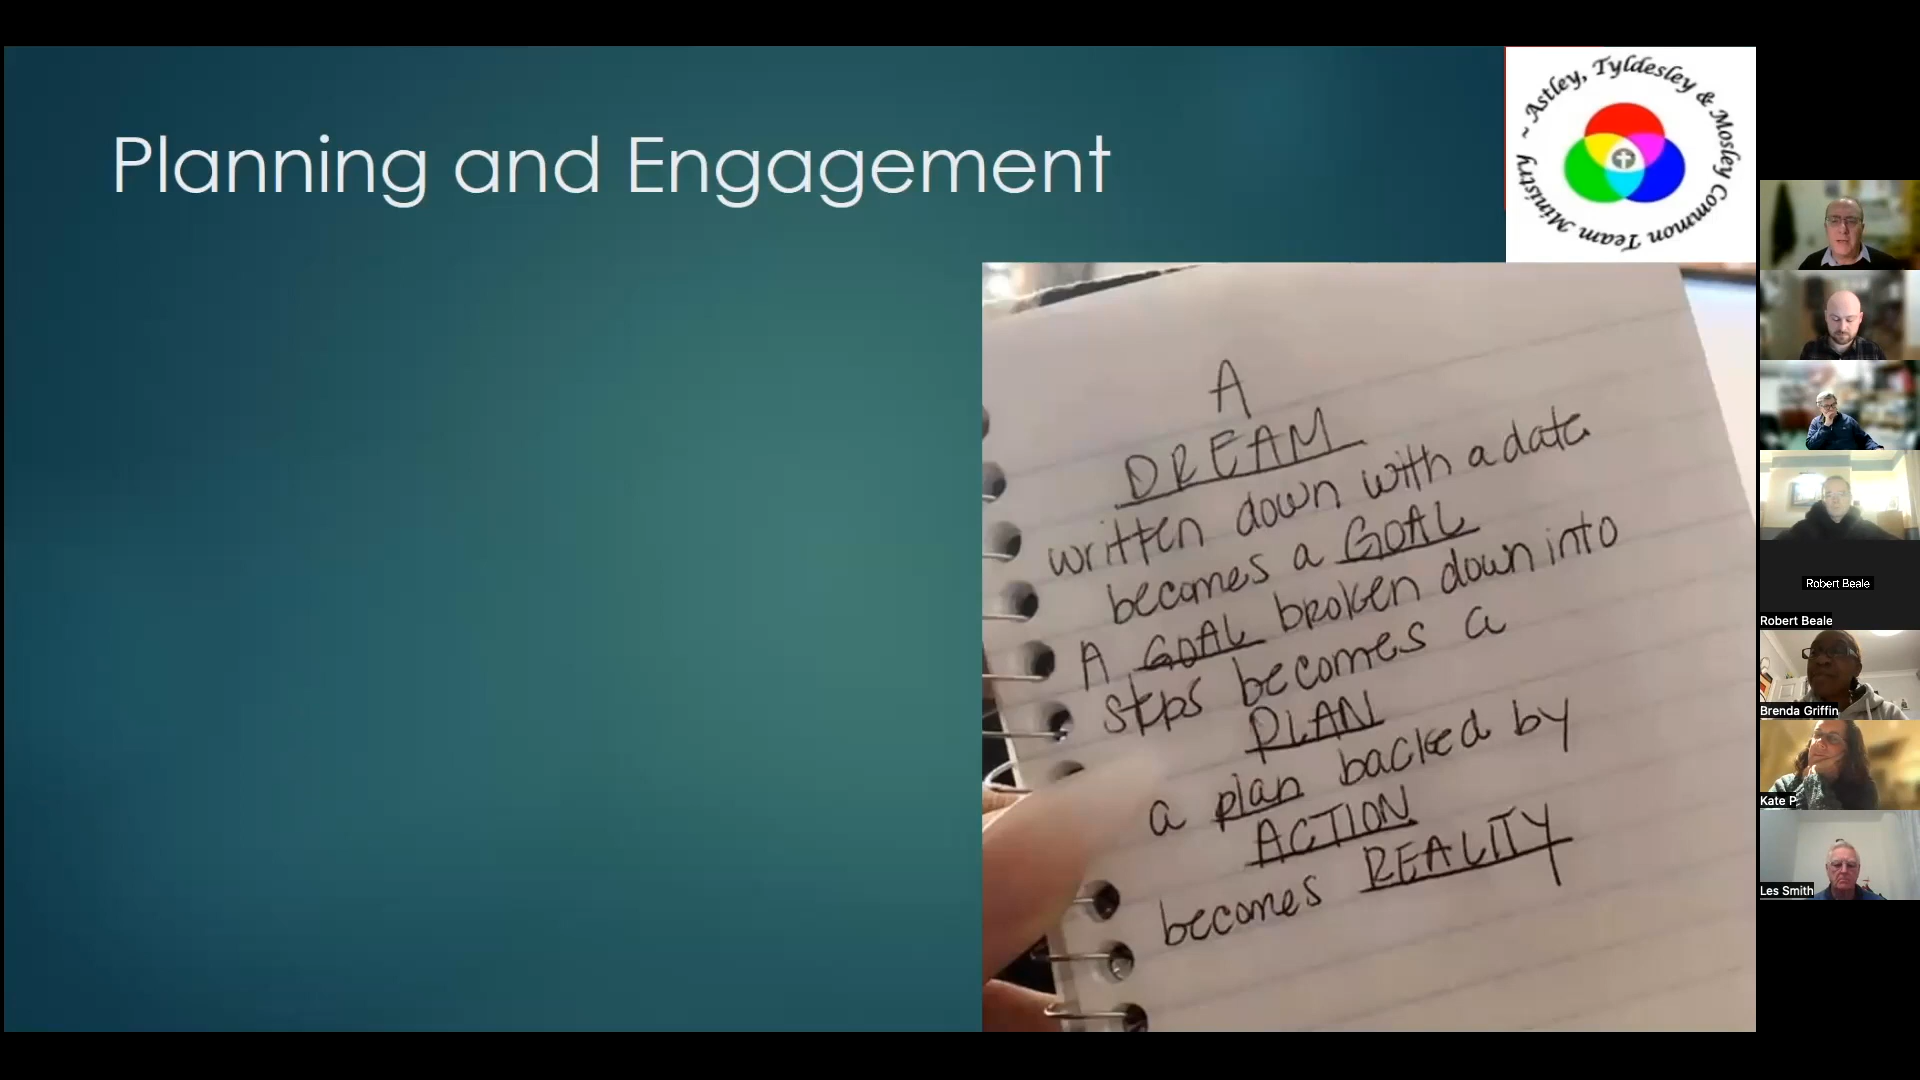 Planning and Engagement
~ Astley, Tyldesley & Mosley Common Team Ministry
A
DREAM
written down with a date
becomes a GOAL
A GOAL broken down into
steps becomes a
PLAN
a plan backed by
ACTION
becomes REALITY
Robert Beale
Robert Beale
Brenda Griffin
Kate P
Les Smith